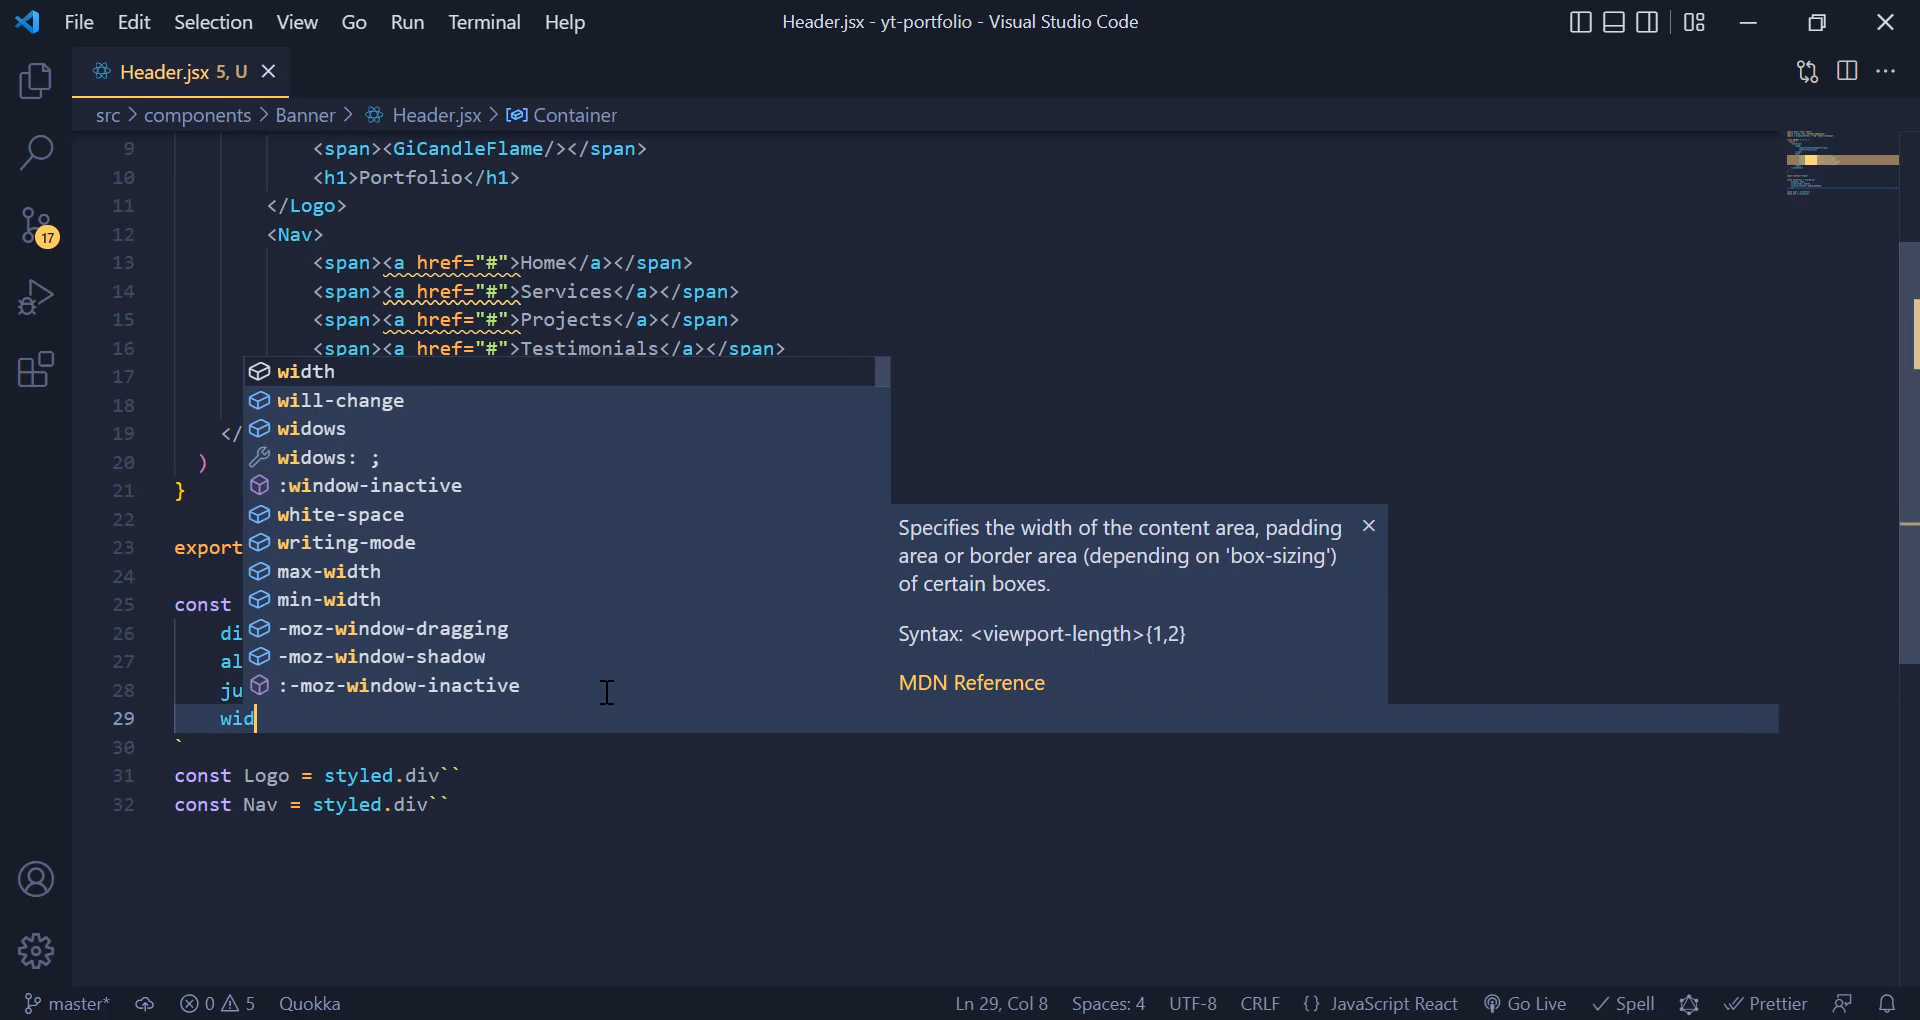 File Edit Selection View Go Run Terminal Help Header.jsx - yt-portfolio - Visual Studio Code
Header.jsx 5, U
src > components > Banner > Header.jsx > Container
9 <span><GiCandleFlame/></span>
10 <h1>Portfolio</h1>
11 </Logo>
12 <Nav>
13 <span><a href="#">Home</a></span>
14 <span><a href="#">Services</a></span>
15 <span><a href="#">Projects</a></span>
16 <span><a href="#">Testimonials</a></span>
17 width
18 will-change
19 </ widows
20 ) widows: ;
21 } :window-inactive
22 white-space
23 export writing-mode
24 max-width
25 const min-width
26 di -moz-window-dragging
27 al -moz-window-shadow
28 ju :-moz-window-inactive
29 wid
30 `
31 const Logo = styled.div``
32 const Nav = styled.div``
Specifies the width of the content area, padding
area or border area (depending on 'box-sizing')
of certain boxes.
Syntax: <viewport-length>{1,2}
MDN Reference
17
master* 0 5 Quokka Ln 29, Col 8 Spaces: 4 UTF-8 CRLF {} JavaScript React Go Live Spell Prettier